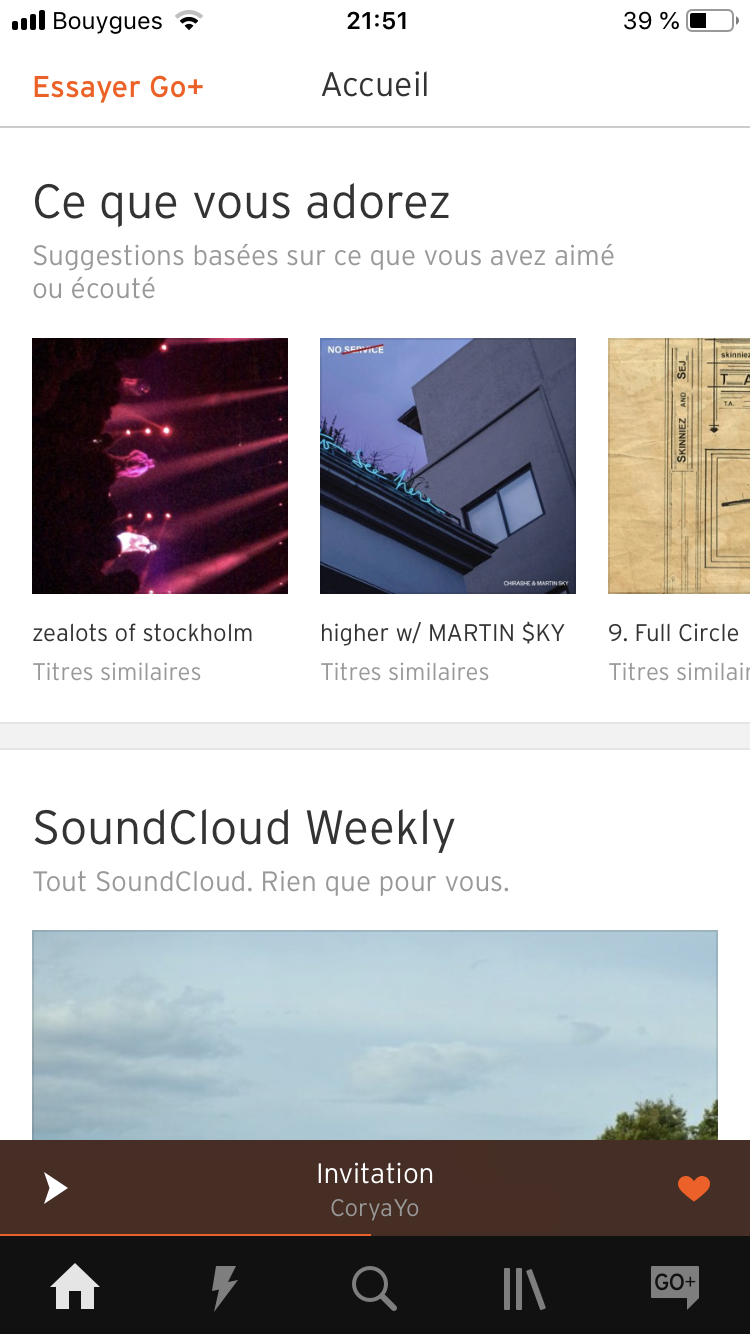 Bouygues 21:51 39 %
Essayer Go+ Accueil
Ce que vous adorez
Suggestions basées sur ce que vous avez aimé
ou écouté
NO SERVICE
CHIRASHE & MARTIN $KY
SKINNIEZ AND SEJ
skinniez
T A
T.A.
zealots of stockholm
higher w/ MARTIN $KY
9. Full Circle
Titres similaires
Titres similaires
Titres similair
SoundCloud Weekly
Tout SoundCloud. Rien que pour vous.
Invitation
CoryaYo
GO+